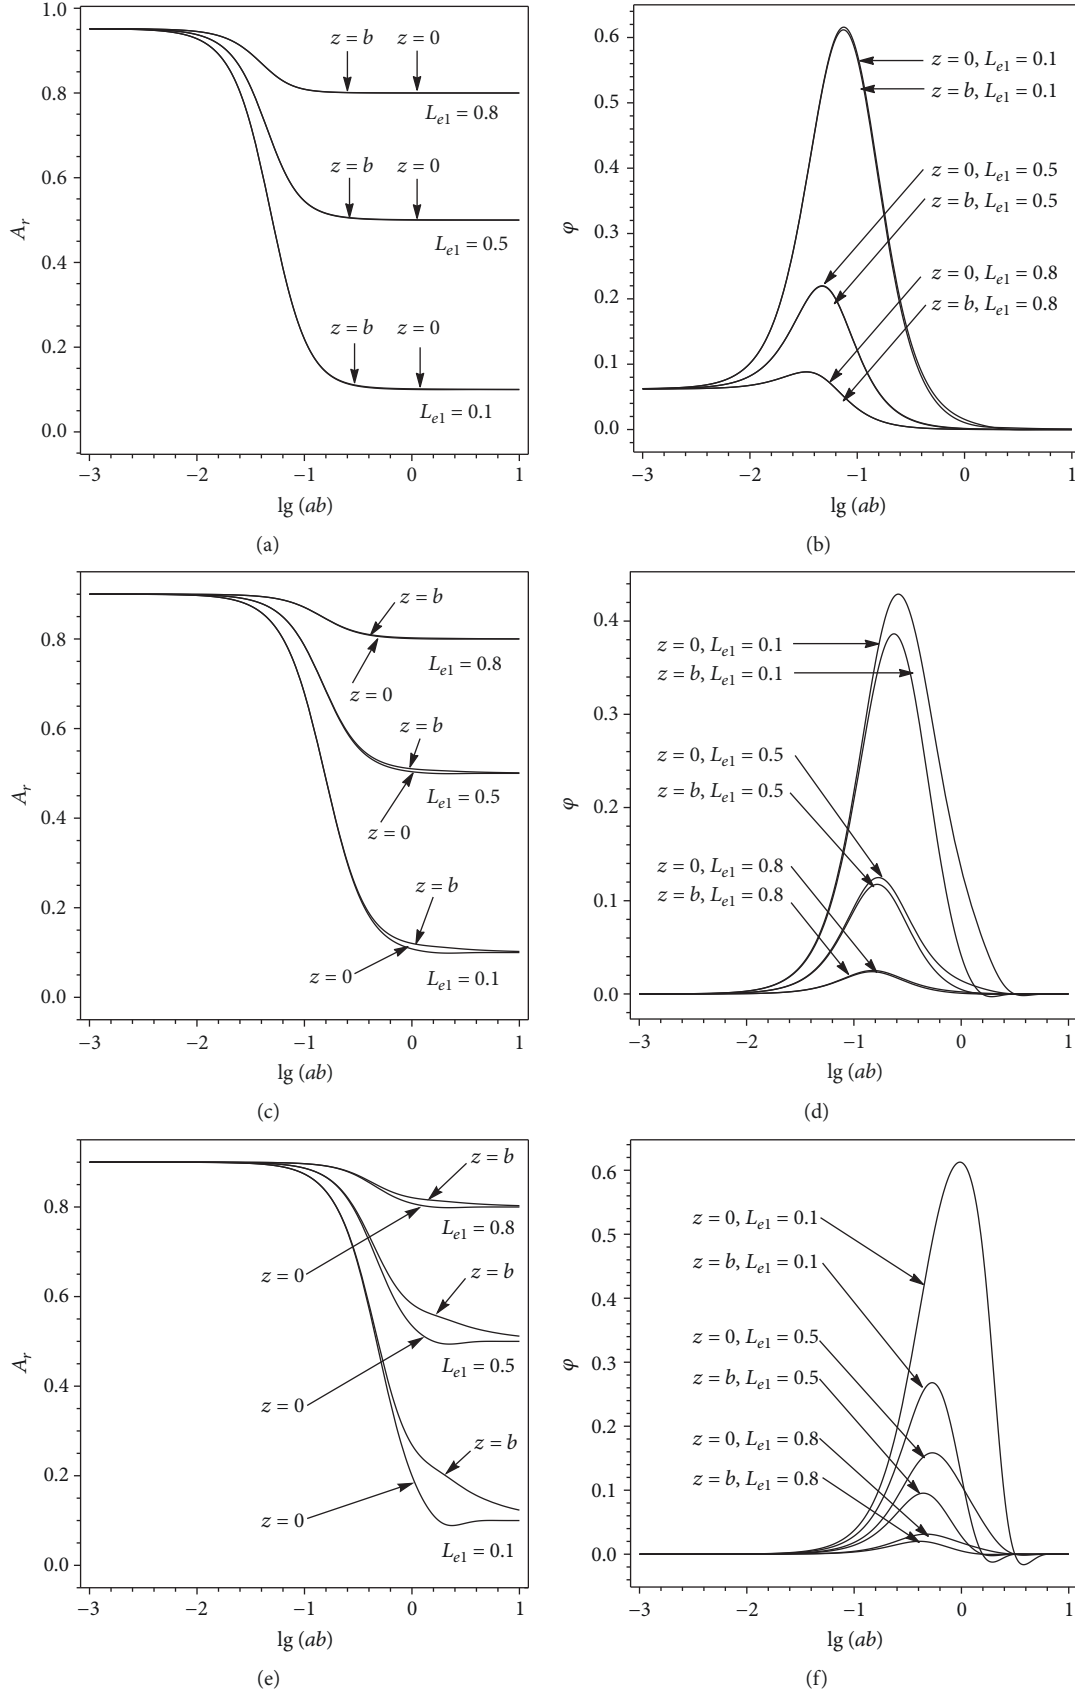 1.0
0.8
0.6
0.4
0.2
0.0
A_r
z = b
z = 0
L_e1 = 0.8
z = b
z = 0
L_e1 = 0.5
z = b
z = 0
L_e1 = 0.1
−3 −2 −1 0 1
lg (ab)
(a)
0.6
0.5
0.4
0.3
0.2
0.1
0.0
φ
z = 0, L_e1 = 0.1
z = b, L_e1 = 0.1
z = 0, L_e1 = 0.5
z = b, L_e1 = 0.5
z = 0, L_e1 = 0.8
z = b, L_e1 = 0.8
−3 −2 −1 0 1
lg (ab)
(b)
0.8
0.6
0.4
0.2
0.0
A_r
z = b
L_e1 = 0.8
z = 0
z = b
L_e1 = 0.5
z = 0
z = b
z = 0
L_e1 = 0.1
−3 −2 −1 0 1
lg (ab)
(c)
0.4
0.3
0.2
0.1
0.0
φ
z = 0, L_e1 = 0.1
z = b, L_e1 = 0.1
z = 0, L_e1 = 0.5
z = b, L_e1 = 0.5
z = 0, L_e1 = 0.8
z = b, L_e1 = 0.8
−3 −2 −1 0 1
lg (ab)
(d)
0.8
0.6
0.4
0.2
0.0
A_r
z = b
L_e1 = 0.8
z = 0
z = b
L_e1 = 0.5
z = 0
z = b
z = 0
L_e1 = 0.1
−3 −2 −1 0 1
lg (ab)
(e)
0.6
0.5
0.4
0.3
0.2
0.1
0.0
φ
z = 0, L_e1 = 0.1
z = b, L_e1 = 0.1
z = 0, L_e1 = 0.5
z = b, L_e1 = 0.5
z = 0, L_e1 = 0.8
z = b, L_e1 = 0.8
−3 −2 −1 0 1
lg (ab)
(f)